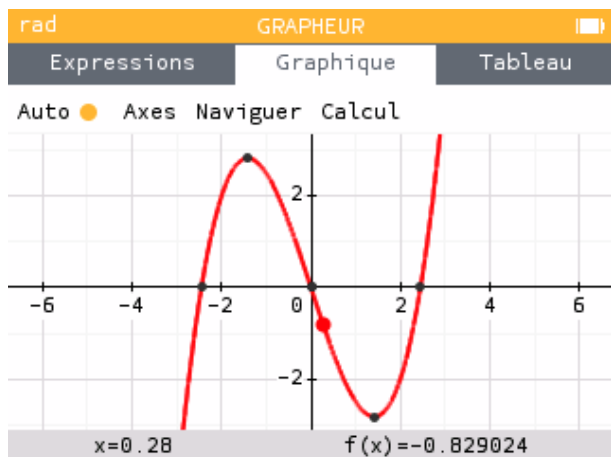 rad GRAPHEUR
Expressions Graphique Tableau
Auto Axes Naviguer Calcul
2
-6 -4 -2 0 2 4 6
-2
x=0.28 f(x)=-0.829024